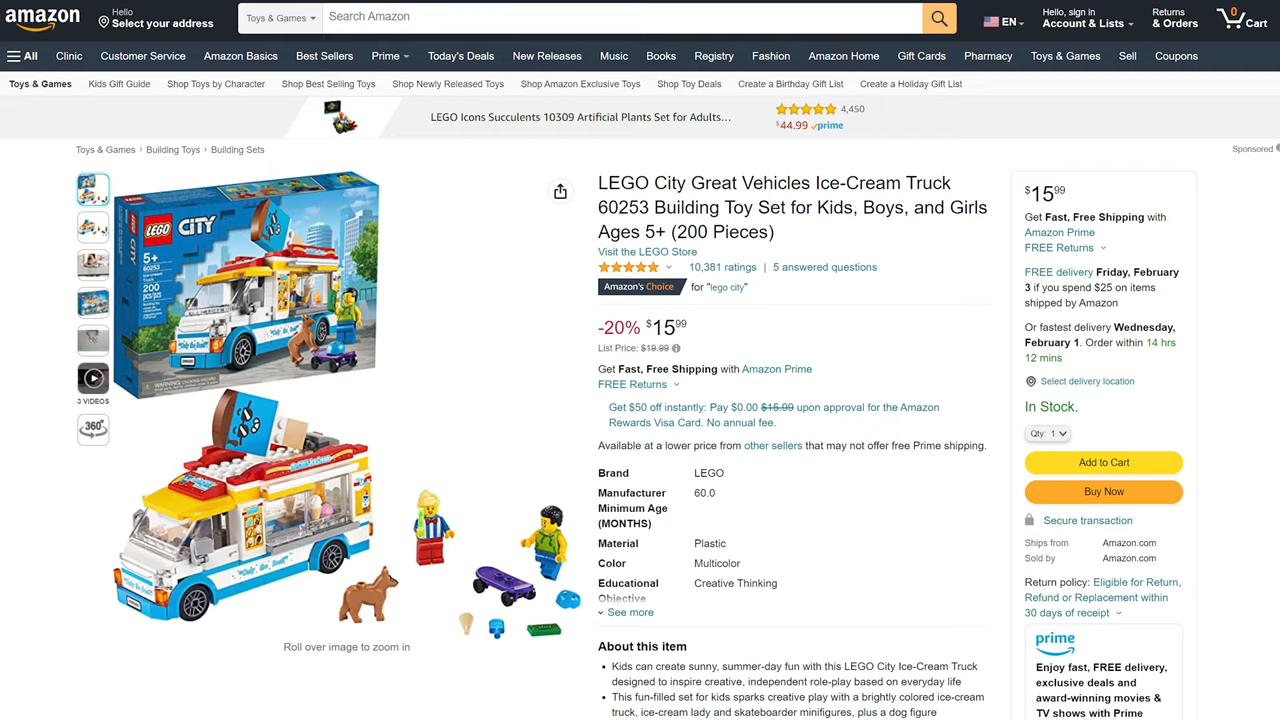 amazon
Hello
Select your address
Toys & Games
Search Amazon
EN
Hello, sign in
Account & Lists
Returns
& Orders
0
Cart
All
Clinic
Customer Service
Amazon Basics
Best Sellers
Prime
Today's Deals
New Releases
Music
Books
Registry
Fashion
Amazon Home
Gift Cards
Pharmacy
Toys & Games
Sell
Coupons
Toys & Games
Kids Gift Guide
Shop Toys by Character
Shop Best Selling Toys
Shop Newly Released Toys
Shop Amazon Exclusive Toys
Shop Toy Deals
Create a Birthday Gift List
Create a Holiday Gift List
LEGO Icons Succulents 10309 Artificial Plants Set for Adults...
4,450
$44.99 prime
Toys & Games › Building Toys › Building Sets
Sponsored
LEGO CITY
5+
60253
200
pcs/pzs
3 VIDEOS
360°
Roll over image to zoom in
LEGO City Great Vehicles Ice-Cream Truck
60253 Building Toy Set for Kids, Boys, and Girls
Ages 5+ (200 Pieces)
Visit the LEGO Store
10,381 ratings | 5 answered questions
Amazon's Choice for "lego city"
-20% $15 99
List Price: $19.99
Get Fast, Free Shipping with Amazon Prime
FREE Returns
Get $50 off instantly: Pay $0.00 $15.99 upon approval for the Amazon
Rewards Visa Card. No annual fee.
Available at a lower price from other sellers that may not offer free Prime shipping.
Brand LEGO
Manufacturer 60.0
Minimum Age
(MONTHS)
Material Plastic
Color Multicolor
Educational Creative Thinking
Objective
See more
About this item
• Kids can create sunny, summer-day fun with this LEGO City Ice-Cream Truck
designed to inspire creative, independent role-play based on everyday life
• This fun-filled set for kids sparks creative play with a brightly colored ice-cream
truck, ice-cream lady and skateboarder minifigures, plus a dog figure
$15 99
Get Fast, Free Shipping with
Amazon Prime
FREE Returns
FREE delivery Friday, February
3 if you spend $25 on items
shipped by Amazon
Or fastest delivery Wednesday,
February 1. Order within 14 hrs
12 mins
Select delivery location
In Stock.
Qty: 1
Add to Cart
Buy Now
Secure transaction
Ships from Amazon.com
Sold by Amazon.com
Return policy: Eligible for Return,
Refund or Replacement within
30 days of receipt
prime
Enjoy fast, FREE delivery,
exclusive deals and
award-winning movies &
TV shows with Prime